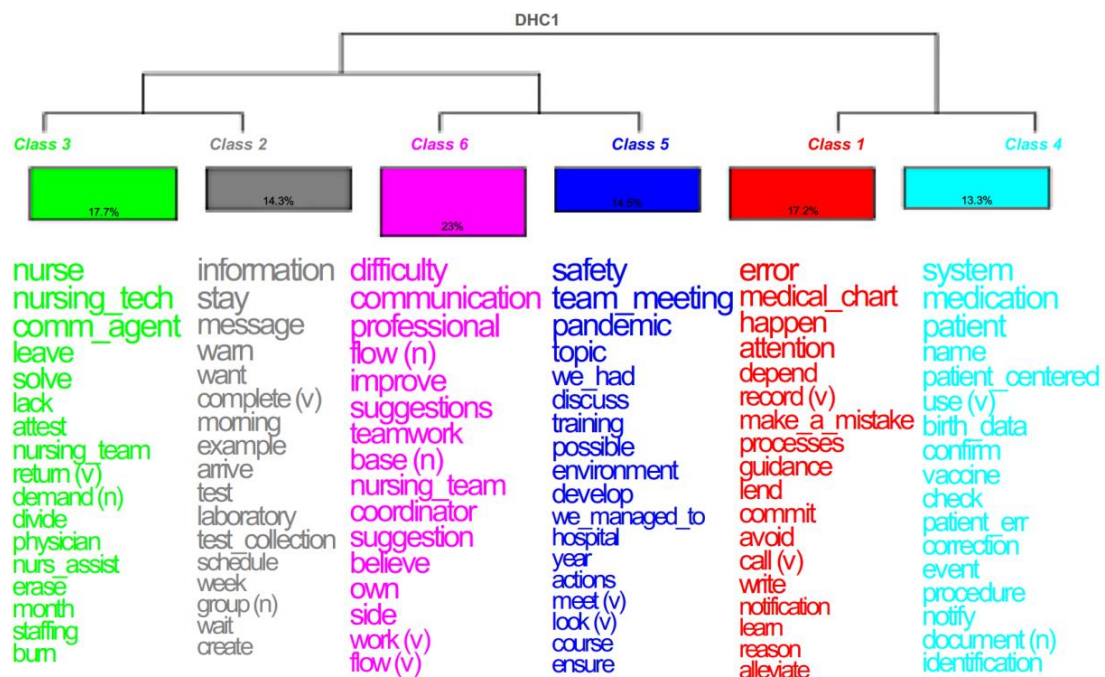 DHC1
Class 3
Class 2
Class 6
Class 5
Class 1
Class 4
17.7%
14.3%
23%
14.5%
17.2%
13.3%
nurse
nursing_tech
comm_agent
leave
solve
lack
attest
nursing_team
return (v)
demand (n)
divide
physician
nurs_assist
erase
month
staffing
burn
information
stay
message
warn
want
complete (v)
morning
example
arrive
test
laboratory
test_collection
schedule
week
group (n)
wait
create
difficulty
communication
professional
flow (n)
improve
suggestions
teamwork
base (n)
nursing_team
coordinator
suggestion
believe
own
side
work (v)
flow (v)
safety
team_meeting
pandemic
topic
we_had
discuss
training
possible
environment
develop
we_managed_to
hospital
year
actions
meet (v)
look (v)
course
ensure
error
medical_chart
happen
attention
depend
record (v)
make_a_mistake
processes
guidance
lend
commit
avoid
call (v)
write
notification
learn
reason
alleviate
system
medication
patient
name
patient_centered
use (v)
birth_data
confirm
vaccine
check
patient_err
correction
event
procedure
notify
document (n)
identification